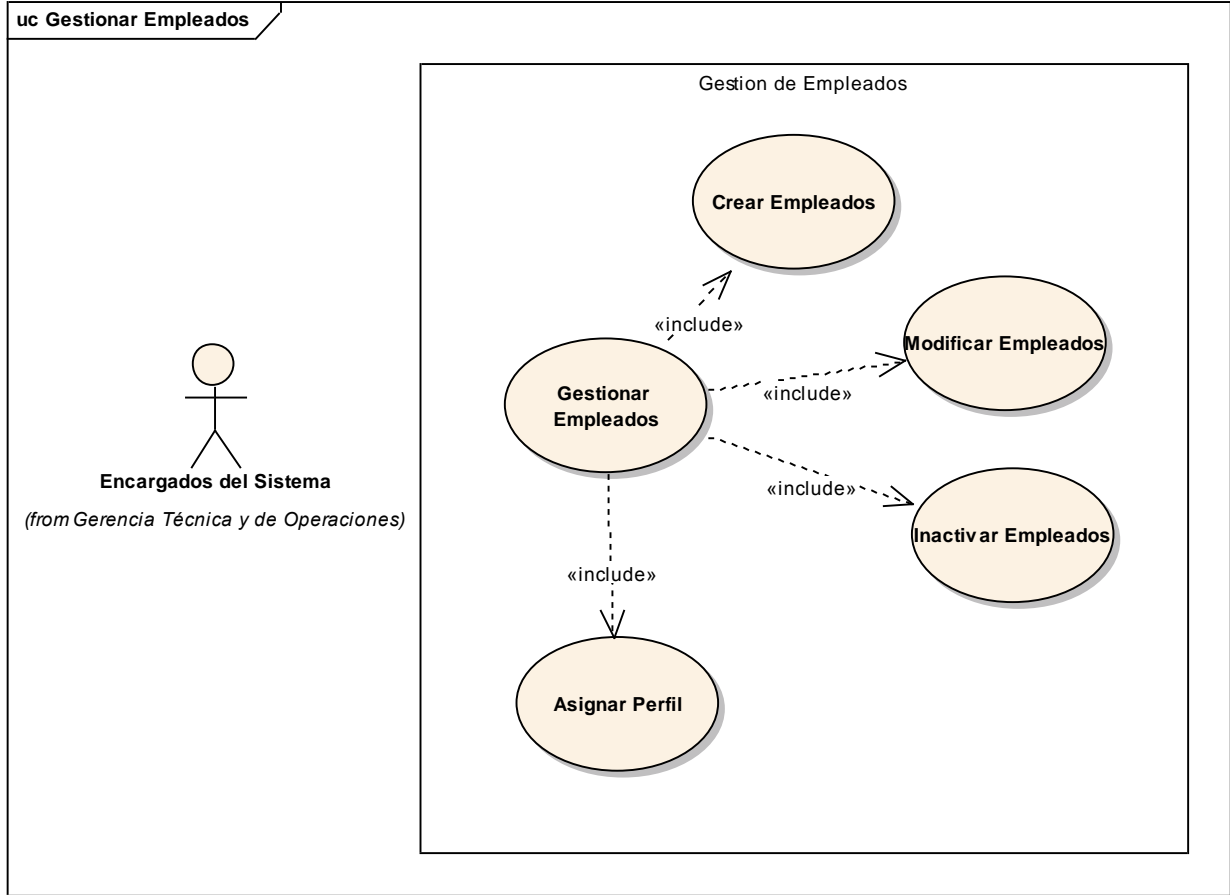 uc Gestionar Empleados
Gestion de Empleados
Crear Empleados
«include»
Modificar Empleados
«include»
Gestionar
Empleados
«include»
Inactivar Empleados
Encargados del Sistema
(from Gerencia Técnica y de Operaciones)
«include»
Asignar Perfil